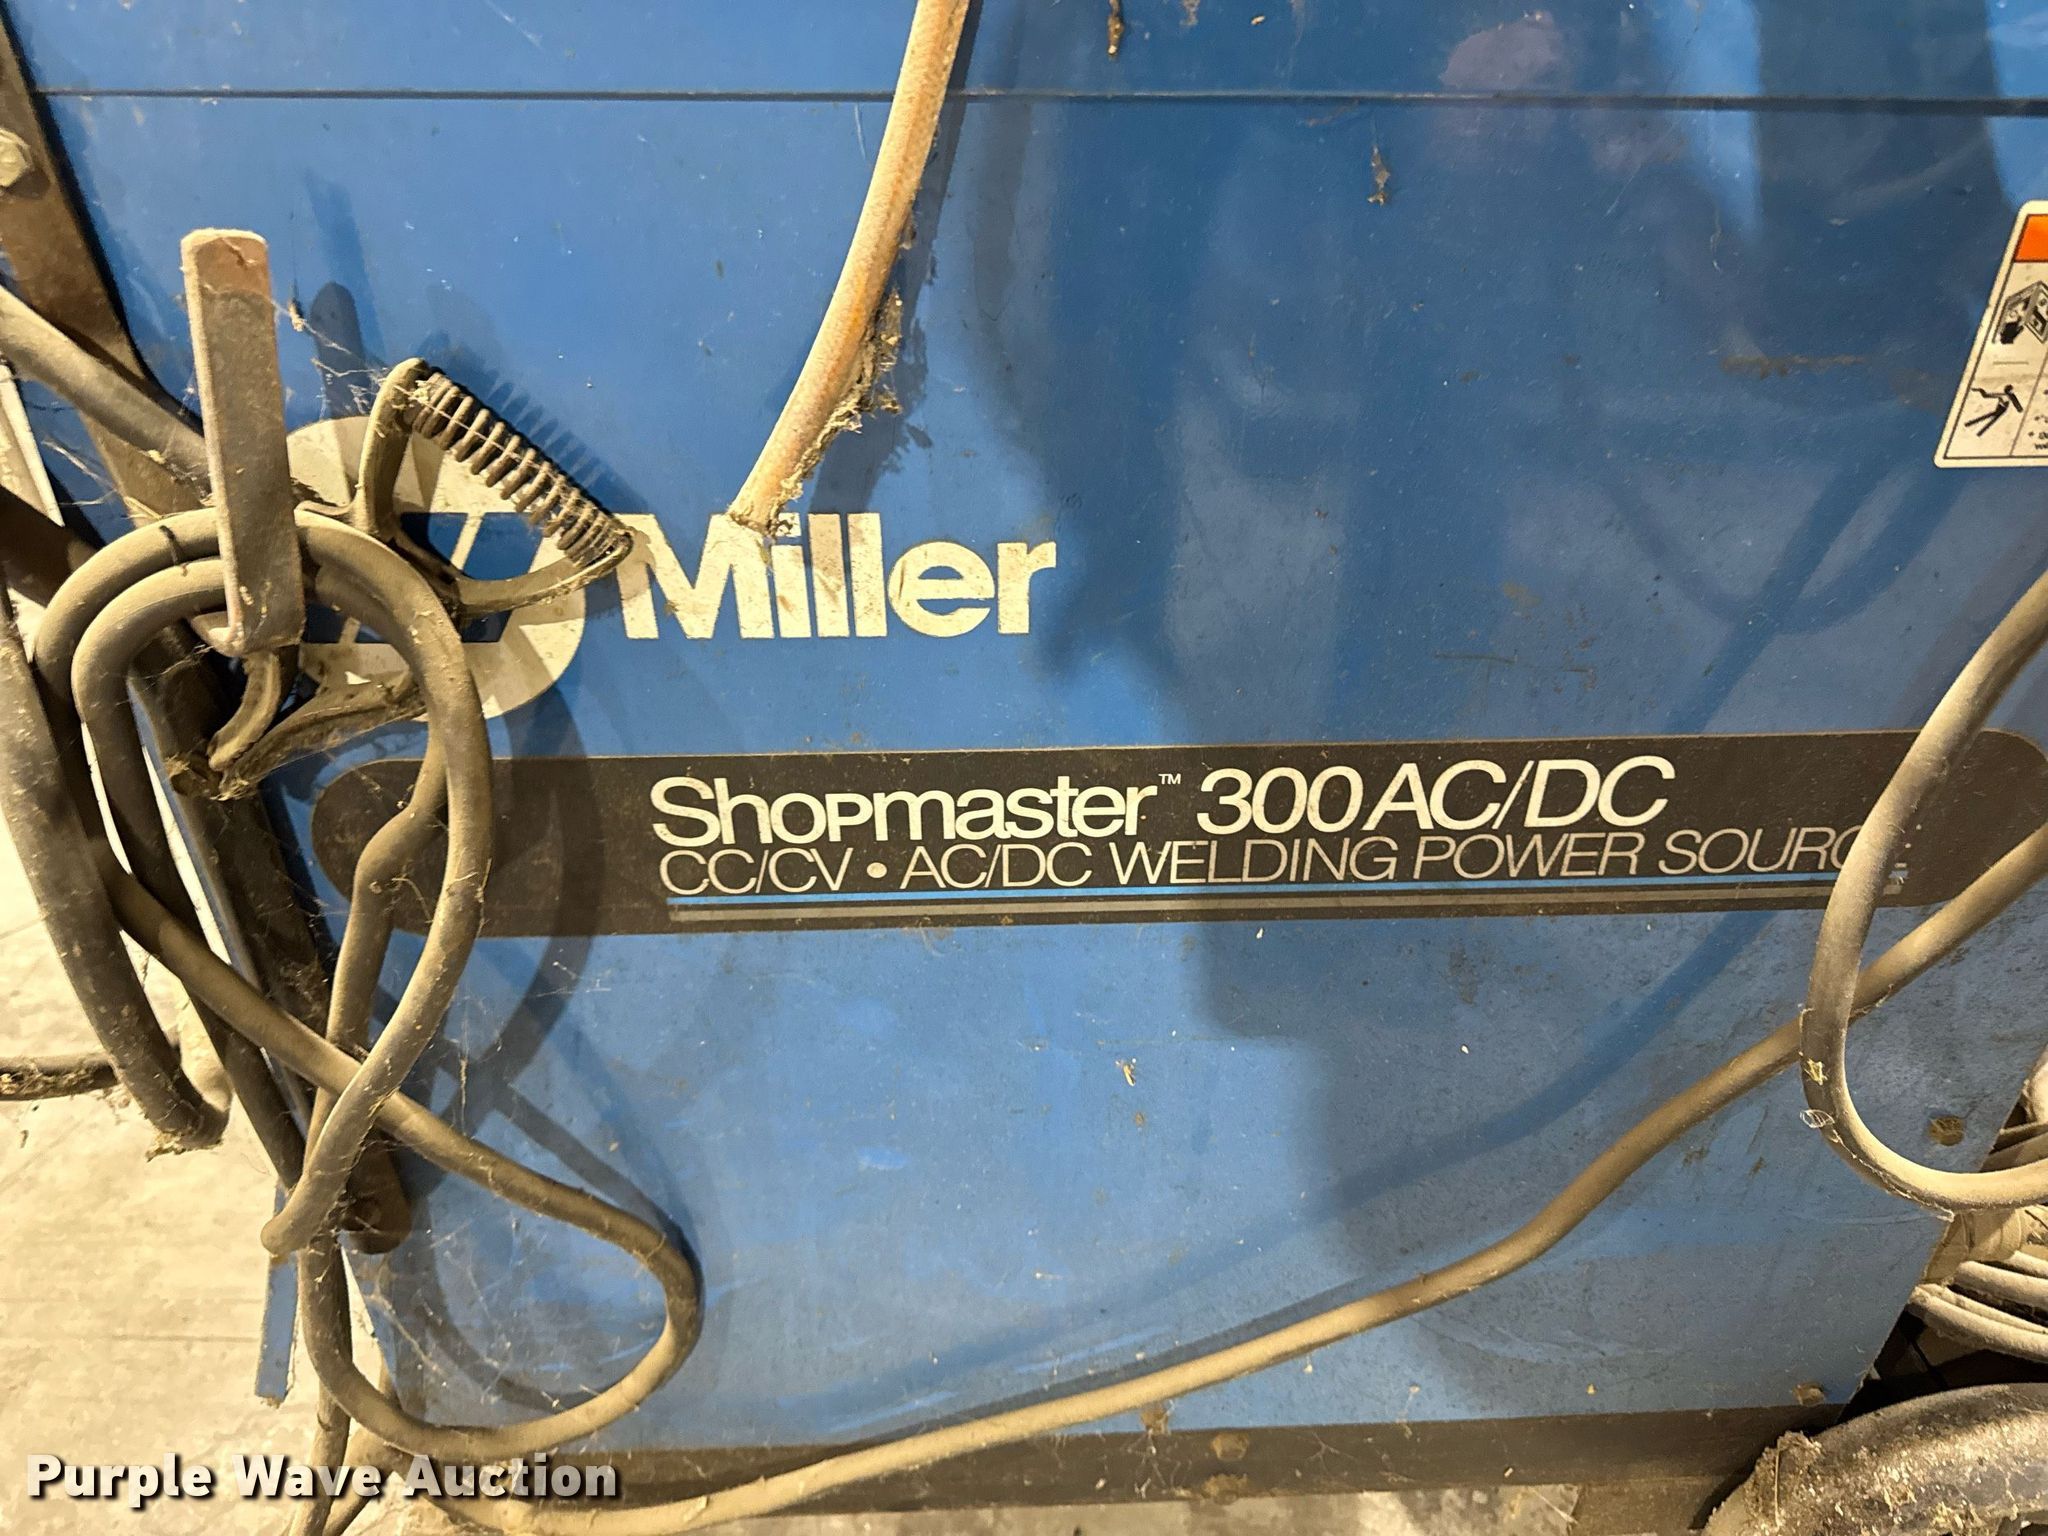 Miller
Shopmaster™ 300 AC/DC
CC/CV • AC/DC WELDING POWER SOURCE
Purple Wave Auction